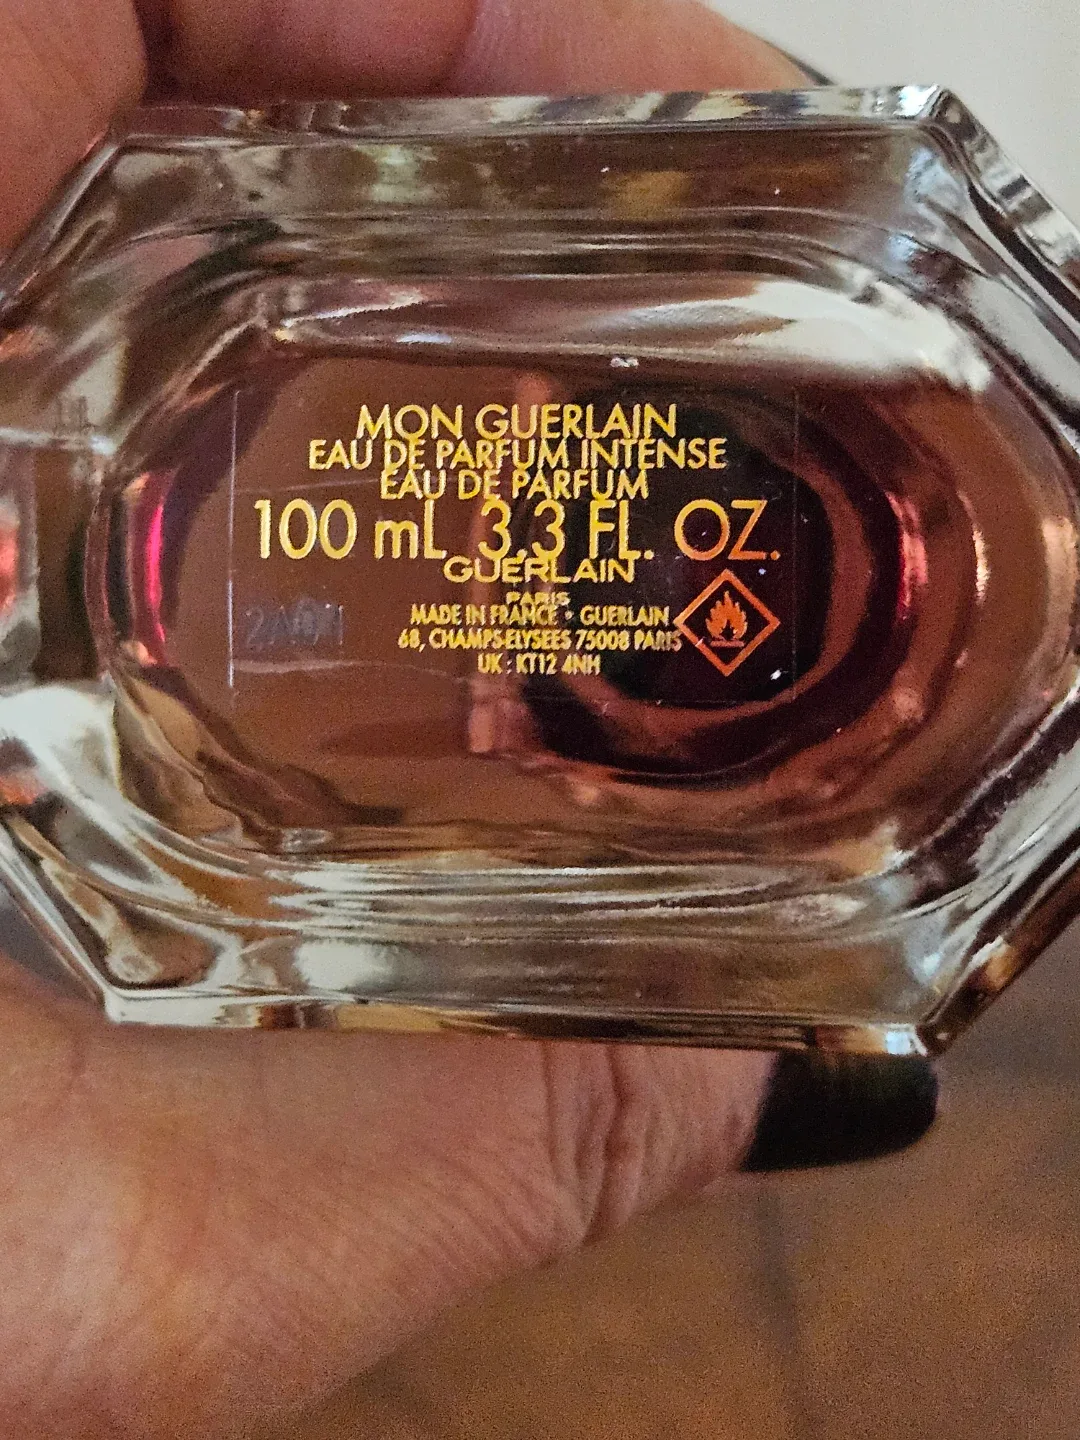 MON GUERLAIN
EAU DE PARFUM INTENSE
EAU DE PARFUM
100 mL 3.3 FL. OZ.
GUERLAIN
PARIS
MADE IN FRANCE • GUERLAIN
68, CHAMPS-ELYSEES 75008 PARIS
UK : KT12 4NH